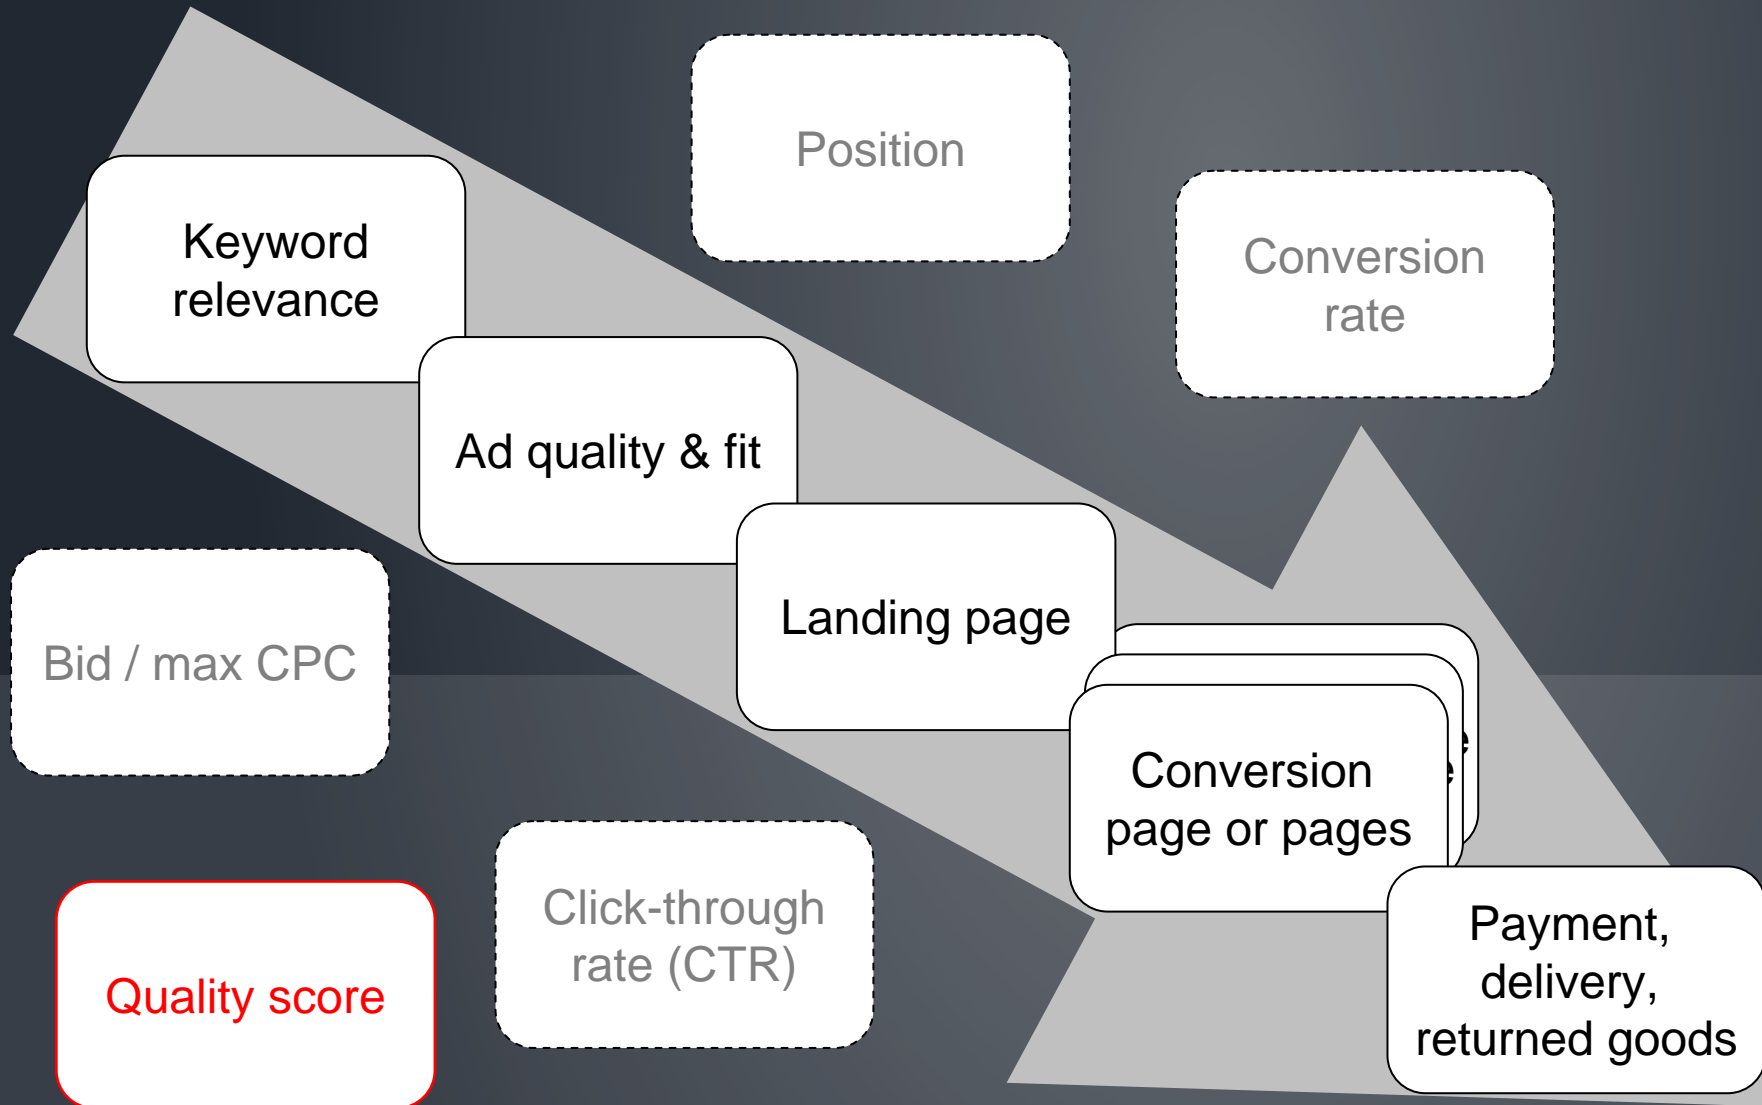 Position
Keyword
relevance
Conversion
rate
Ad quality & fit
Landing page
Bid / max CPC
Conversion
page or pages
Click-through
rate (CTR)
Quality score
Payment,
delivery,
returned goods